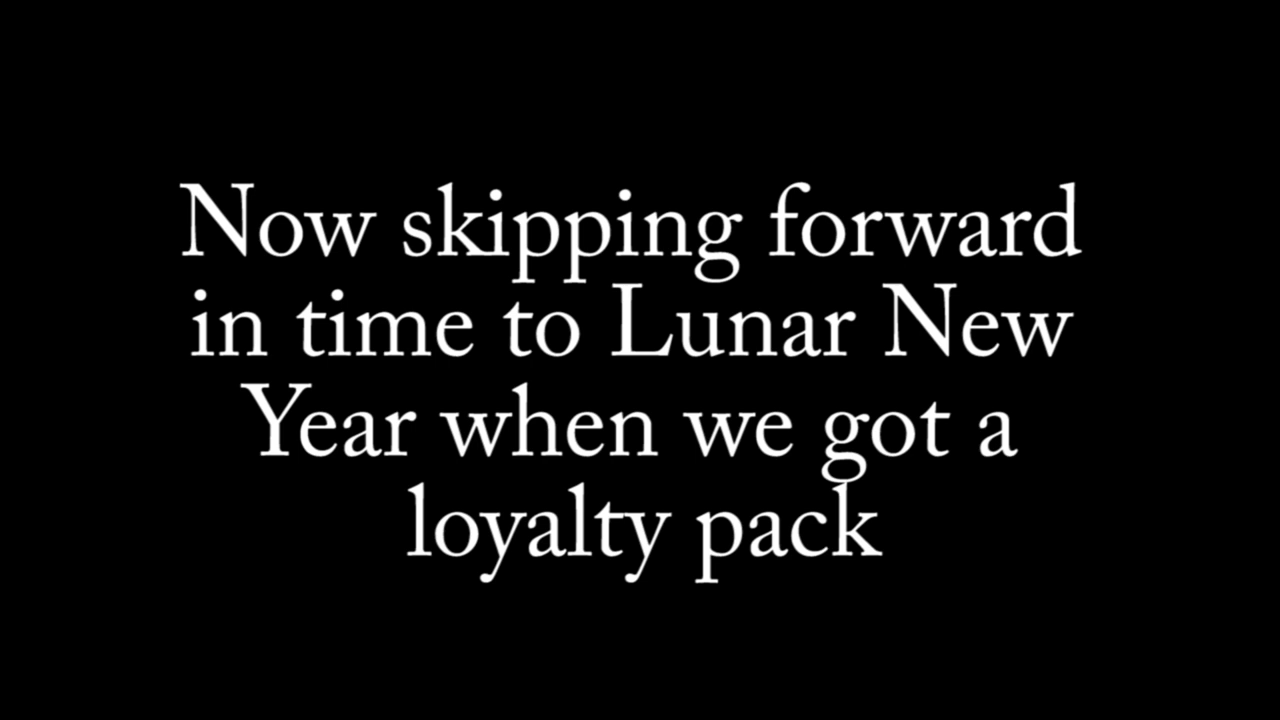 Now skipping forward
in time to Lunar New
Year when we got a
loyalty pack